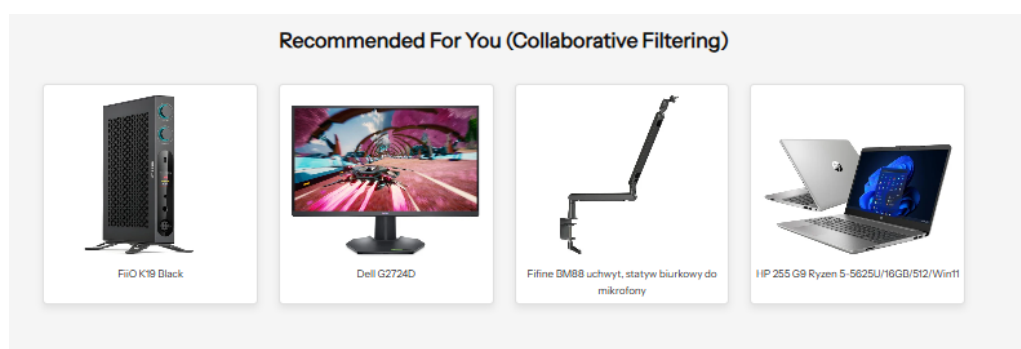 Recommended For You (Collaborative Filtering)
FiiO K19 Black
Dell G2724D
Fifine BM88 uchwyt, statyw biurkowy do
mikrofony
HP 255 G9 Ryzen 5-5625U/16GB/512/Win11